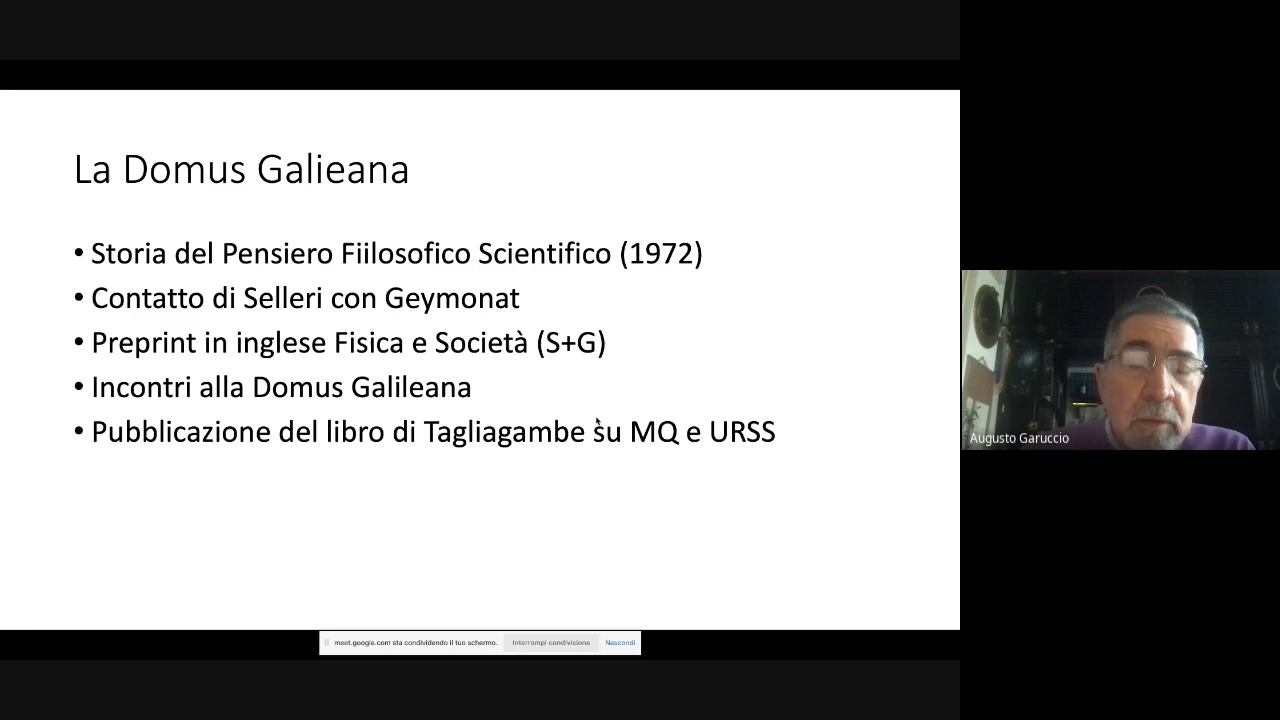 La Domus Galieana
• Storia del Pensiero Fiilosofico Scientifico (1972)
• Contatto di Selleri con Geymonat
• Preprint in inglese Fisica e Società (S+G)
• Incontri alla Domus Galileana
• Pubblicazione del libro di Tagliagambe su MQ e URSS
Augusto Garuccio
meet.google.com sta condividendo il tuo schermo. Interrompi condivisione Nascondi